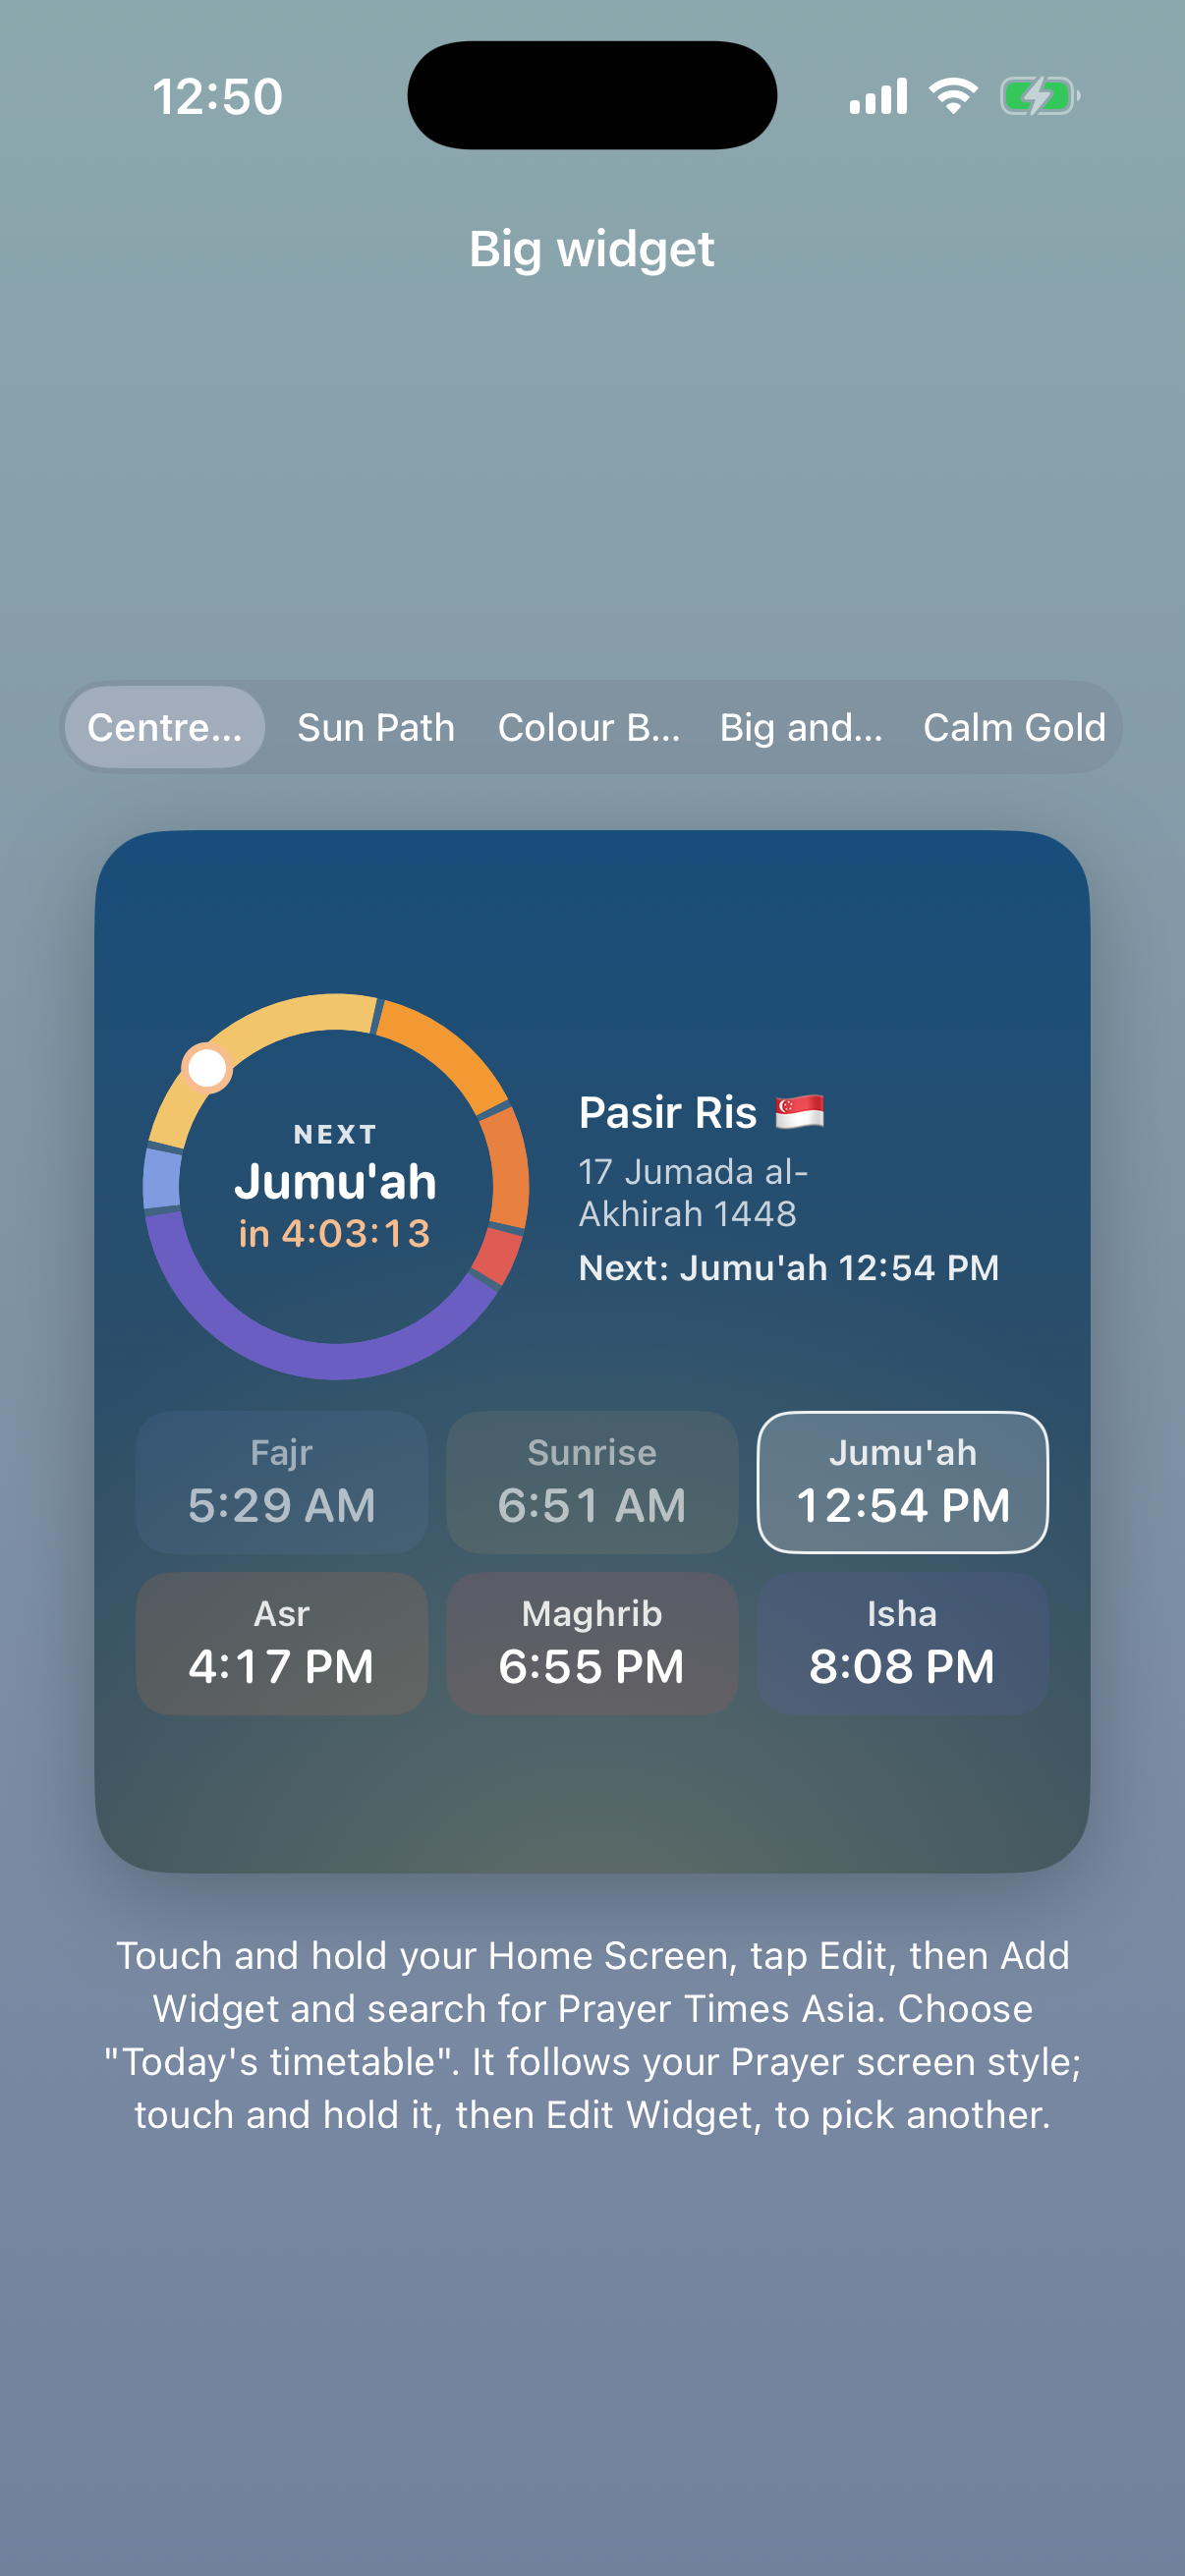 12:50
Big widget
Centre...
Sun Path
Colour B...
Big and...
Calm Gold
NEXT
Jumu'ah
in 4:03:13
Pasir Ris 🇸🇬
17 Jumada al-
Akhirah 1448
Next: Jumu'ah 12:54 PM
Fajr
5:29 AM
Sunrise
6:51 AM
Jumu'ah
12:54 PM
Asr
4:17 PM
Maghrib
6:55 PM
Isha
8:08 PM
Touch and hold your Home Screen, tap Edit, then Add
Widget and search for Prayer Times Asia. Choose
"Today's timetable". It follows your Prayer screen style;
touch and hold it, then Edit Widget, to pick another.